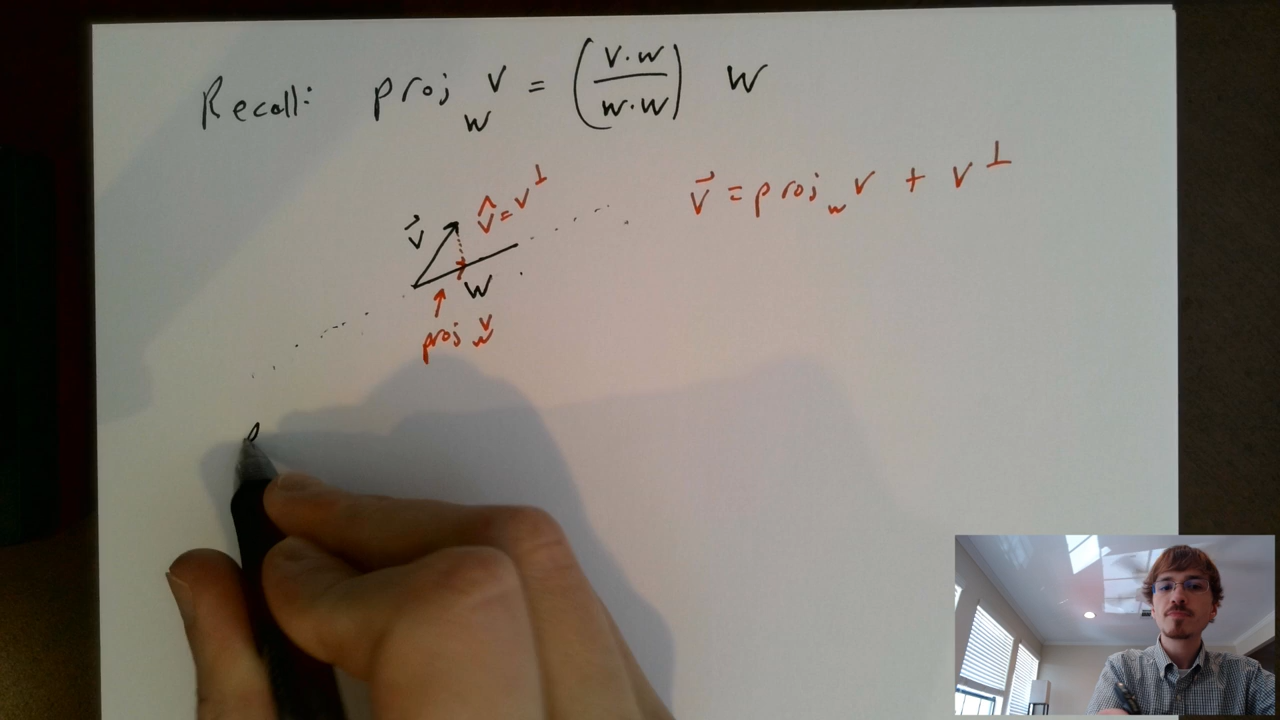 Recall: proj_w v = (v·w / w·w) w
v⃗ = proj_w v + v^⊥
v⃗
v̂ = v^⊥
w
proj_w v